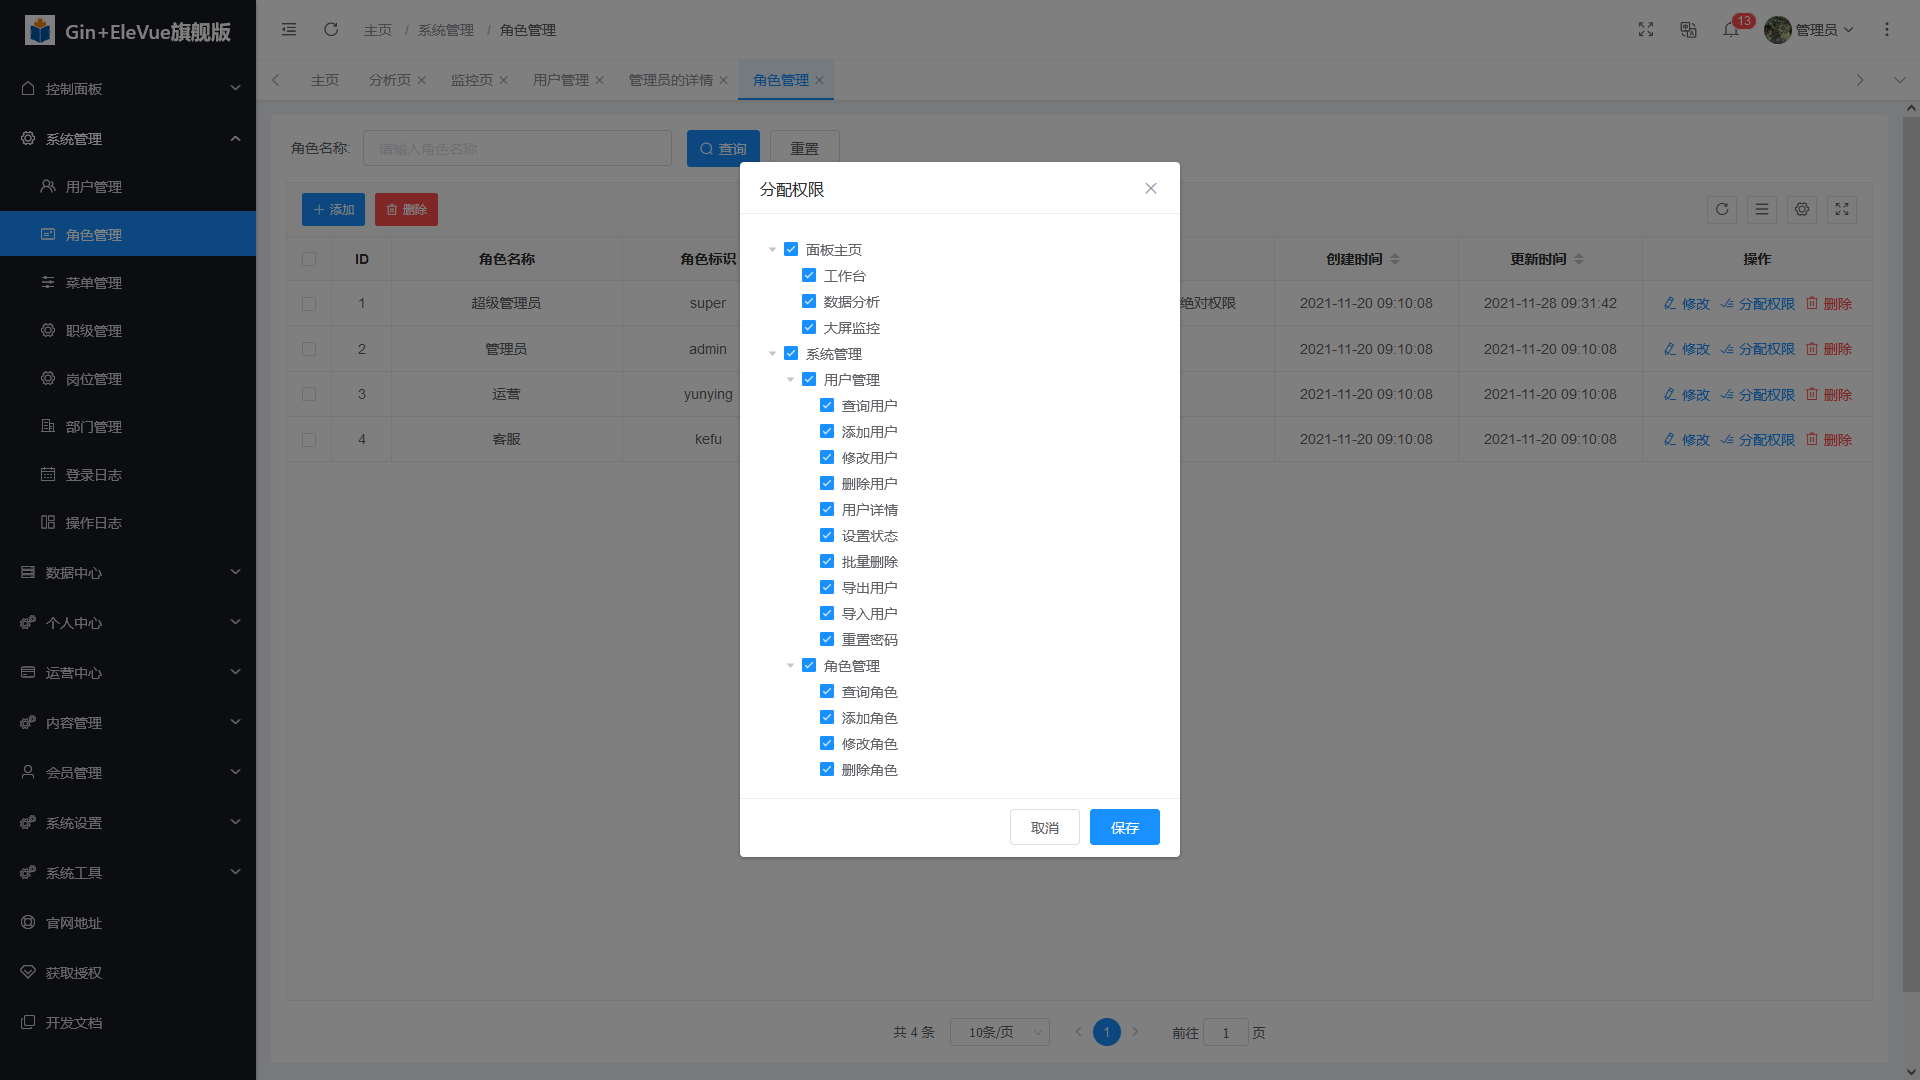 Gin+EleVue旗舰版
主页 / 系统管理 / 角色管理
13
管理员
主页
分析页
监控页
用户管理
管理员的详情
角色管理
控制面板
系统管理
用户管理
角色管理
菜单管理
职级管理
岗位管理
部门管理
登录日志
操作日志
数据中心
个人中心
运营中心
内容管理
会员管理
系统设置
系统工具
官网地址
获取授权
开发文档
角色名称:
请输入角色名称
查询
重置
添加
删除
ID 角色名称 角色标识 创建时间 更新时间 操作
1 超级管理员 super 绝对权限 2021-11-20 09:10:08 2021-11-28 09:31:42 修改 分配权限 删除
2 管理员 admin 2021-11-20 09:10:08 2021-11-20 09:10:08 修改 分配权限 删除
3 运营 yunying 2021-11-20 09:10:08 2021-11-20 09:10:08 修改 分配权限 删除
4 客服 kefu 2021-11-20 09:10:08 2021-11-20 09:10:08 修改 分配权限 删除
分配权限
面板主页
工作台
数据分析
大屏监控
系统管理
用户管理
查询用户
添加用户
修改用户
删除用户
用户详情
设置状态
批量删除
导出用户
导入用户
重置密码
角色管理
查询角色
添加角色
修改角色
删除角色
取消
保存
共 4 条
10条/页
1
前往 1 页